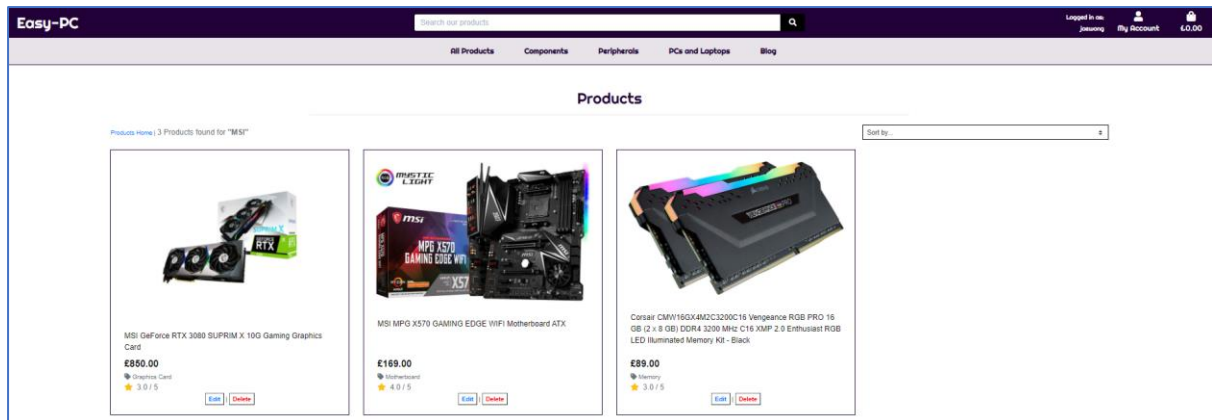 Easy-PC
Search our products
Logged in as:
joewong
My Account
£0.00
All Products
Components
Peripherals
PCs and Laptops
Blog
Products
Products Home | 3 Products found for "MSI"
Sort by...
SUPRIM X
GEFORCE
RTX
MSI GeForce RTX 3080 SUPRIM X 10G Gaming Graphics
Card
£850.00
Graphics Card
3.0 / 5
Edit | Delete
MYSTIC
LIGHT
msi
MPG X570
GAMING EDGE WIFI
X57
MSI MPG X570 GAMING EDGE WIFI Motherboard ATX
£169.00
Motherboard
4.0 / 5
Edit | Delete
Corsair CMW16GX4M2C3200C16 Vengeance RGB PRO 16
GB (2 x 8 GB) DDR4 3200 MHz C16 XMP 2.0 Enthusiast RGB
LED Illuminated Memory Kit - Black
£89.00
Memory
3.0 / 5
Edit | Delete